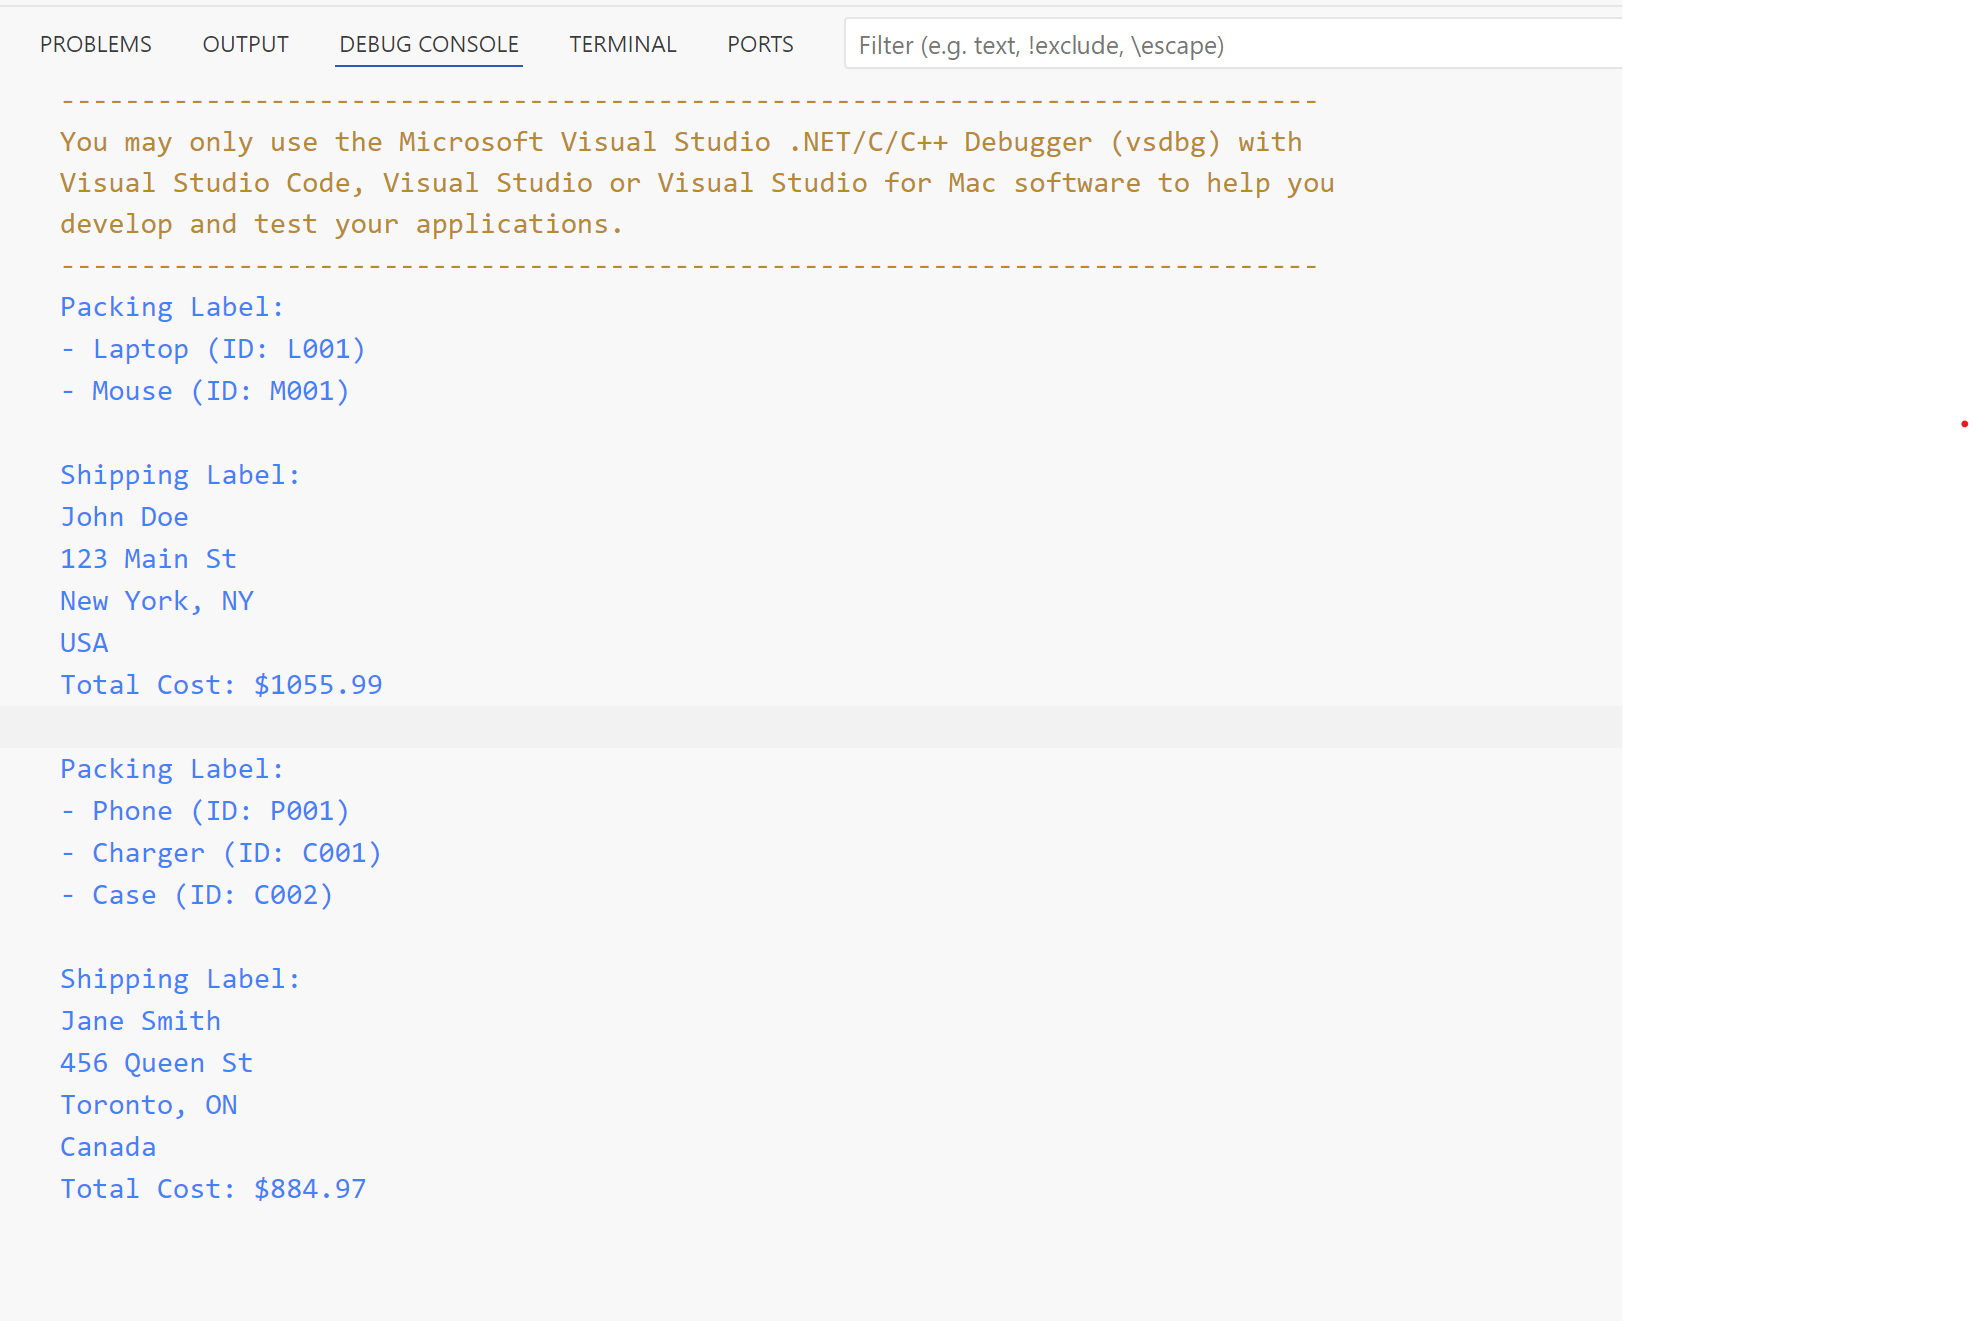 PROBLEMS OUTPUT DEBUG CONSOLE TERMINAL PORTS Filter (e.g. text, !exclude, \escape)
------------------------------------------------------------------------------
You may only use the Microsoft Visual Studio .NET/C/C++ Debugger (vsdbg) with
Visual Studio Code, Visual Studio or Visual Studio for Mac software to help you
develop and test your applications.
------------------------------------------------------------------------------
Packing Label:
- Laptop (ID: L001)
- Mouse (ID: M001)
Shipping Label:
John Doe
123 Main St
New York, NY
USA
Total Cost: $1055.99
Packing Label:
- Phone (ID: P001)
- Charger (ID: C001)
- Case (ID: C002)
Shipping Label:
Jane Smith
456 Queen St
Toronto, ON
Canada
Total Cost: $884.97